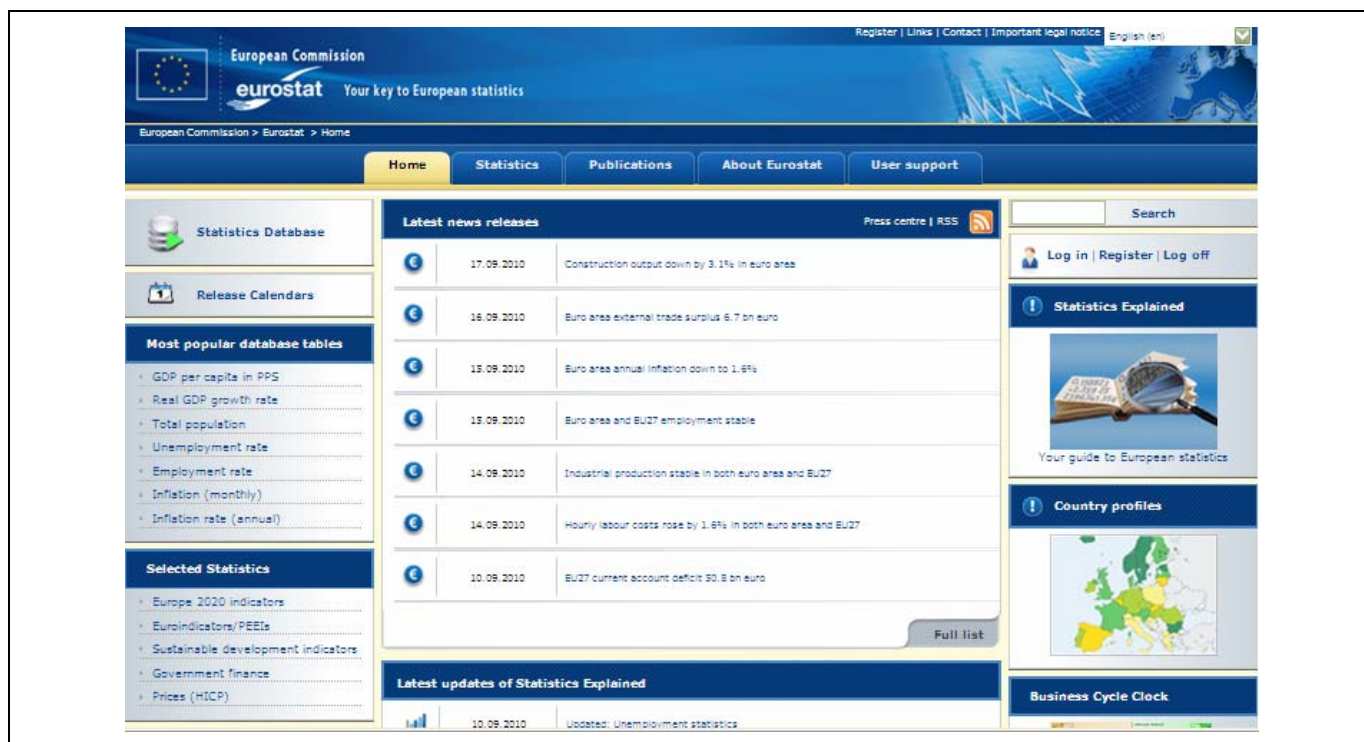 Register | Links | Contact | Important legal notice
English (en)
European Commission
eurostat Your key to European statistics
European Commission > Eurostat > Home
Home Statistics Publications About Eurostat User support
Statistics Database
Release Calendars
Most popular database tables
GDP per capita in PPS
Real GDP growth rate
Total population
Unemployment rate
Employment rate
Inflation (monthly)
Inflation rate (annual)
Selected Statistics
Europe 2020 indicators
Euroindicators/PEEIs
Sustainable development indicators
Government finance
Prices (HICP)
Latest news releases Press centre | RSS
17.09.2010 Construction output down by 3.1% in euro area
16.09.2010 Euro area external trade surplus 6.7 bn euro
15.09.2010 Euro area annual inflation down to 1.6%
15.09.2010 Euro area and EU27 employment stable
14.09.2010 Industrial production stable in both euro area and EU27
14.09.2010 Hourly labour costs rose by 1.6% in both euro area and EU27
10.09.2010 EU27 current account deficit 50.8 bn euro
Full list
Latest updates of Statistics Explained
10.09.2010 Updated: Unemployment statistics
Search
Log in | Register | Log off
Statistics Explained
Your guide to European statistics
Country profiles
Business Cycle Clock